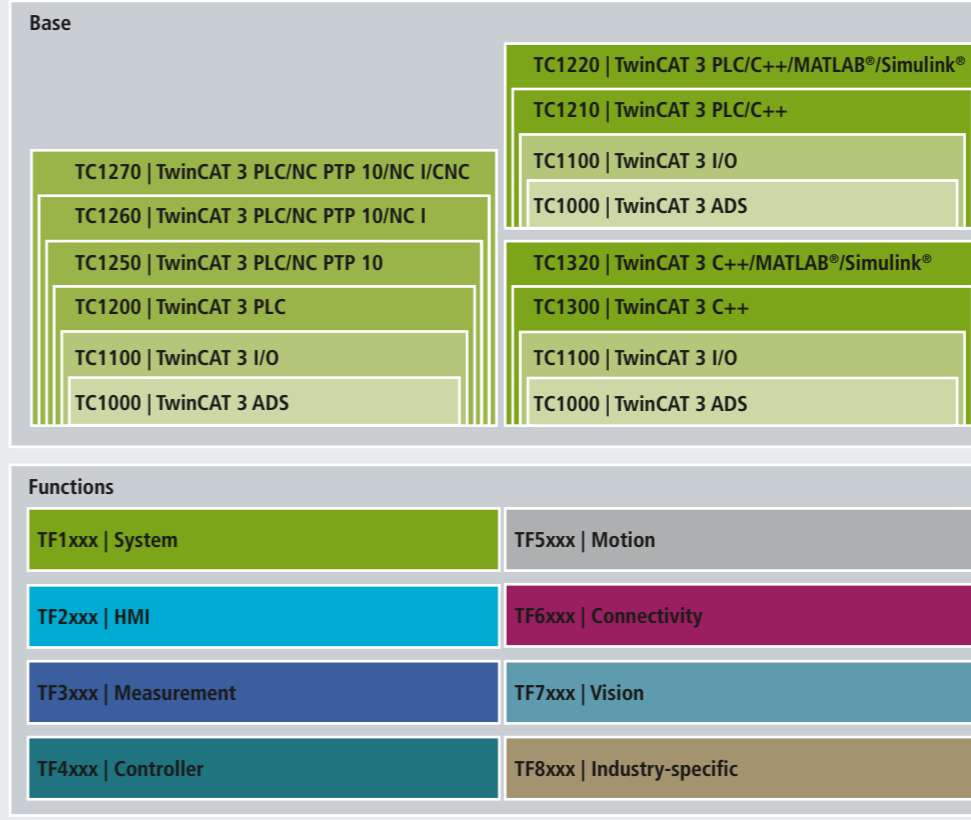 Base
TC1270 | TwinCAT 3 PLC/NC PTP 10/NC I/CNC
TC1260 | TwinCAT 3 PLC/NC PTP 10/NC I
TC1250 | TwinCAT 3 PLC/NC PTP 10
TC1200 | TwinCAT 3 PLC
TC1100 | TwinCAT 3 I/O
TC1000 | TwinCAT 3 ADS
TC1220 | TwinCAT 3 PLC/C++/MATLAB®/Simulink®
TC1210 | TwinCAT 3 PLC/C++
TC1100 | TwinCAT 3 I/O
TC1000 | TwinCAT 3 ADS
TC1320 | TwinCAT 3 C++/MATLAB®/Simulink®
TC1300 | TwinCAT 3 C++
TC1100 | TwinCAT 3 I/O
TC1000 | TwinCAT 3 ADS
Functions
TF1xxx | System
TF5xxx | Motion
TF2xxx | HMI
TF6xxx | Connectivity
TF3xxx | Measurement
TF7xxx | Vision
TF4xxx | Controller
TF8xxx | Industry-specific